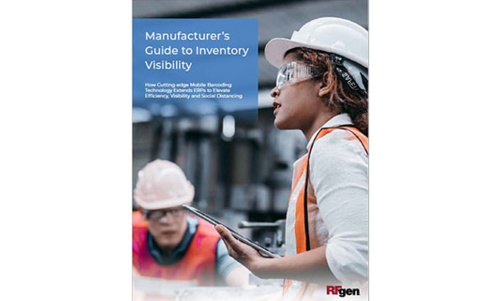 Manufacturer's
Guide to Inventory
Visibility
How Cutting-edge Mobile Barcoding
Technology Extends ERPs to Elevate
Efficiency, Visibility and Social Distancing
RFgen